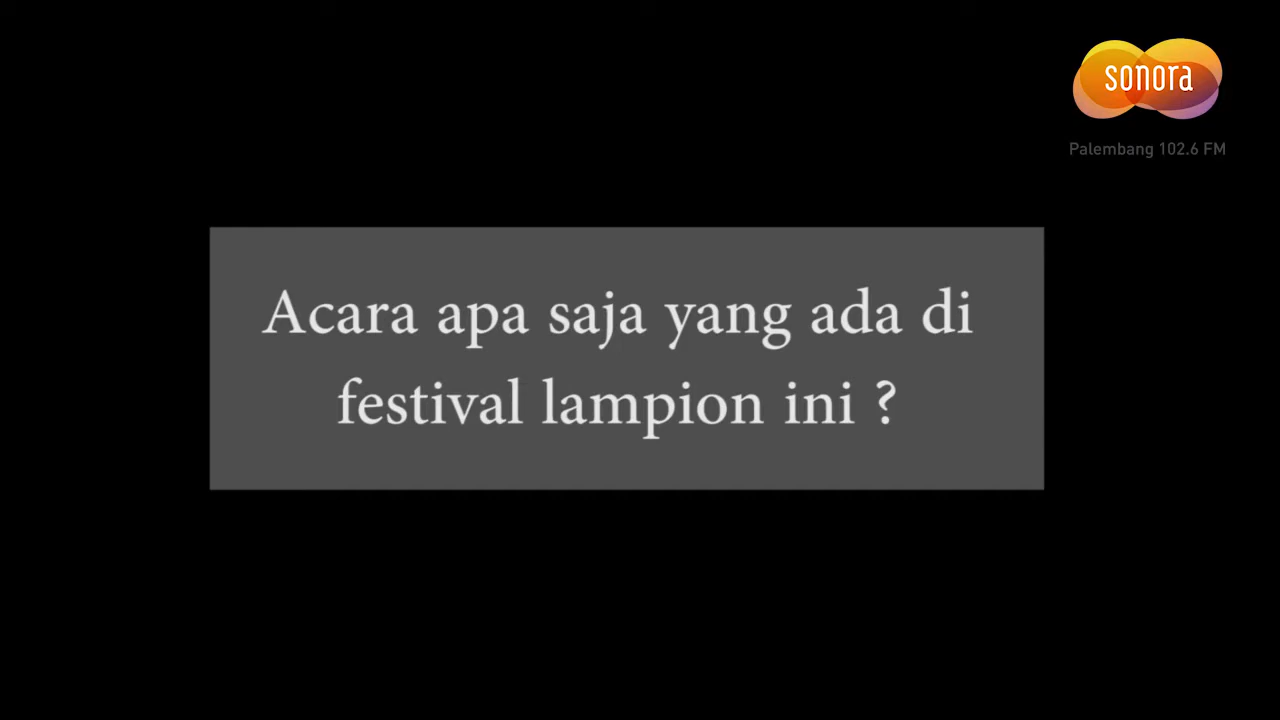 sonora
Palembang 102.6 FM
Acara apa saja yang ada di
festival lampion ini ?